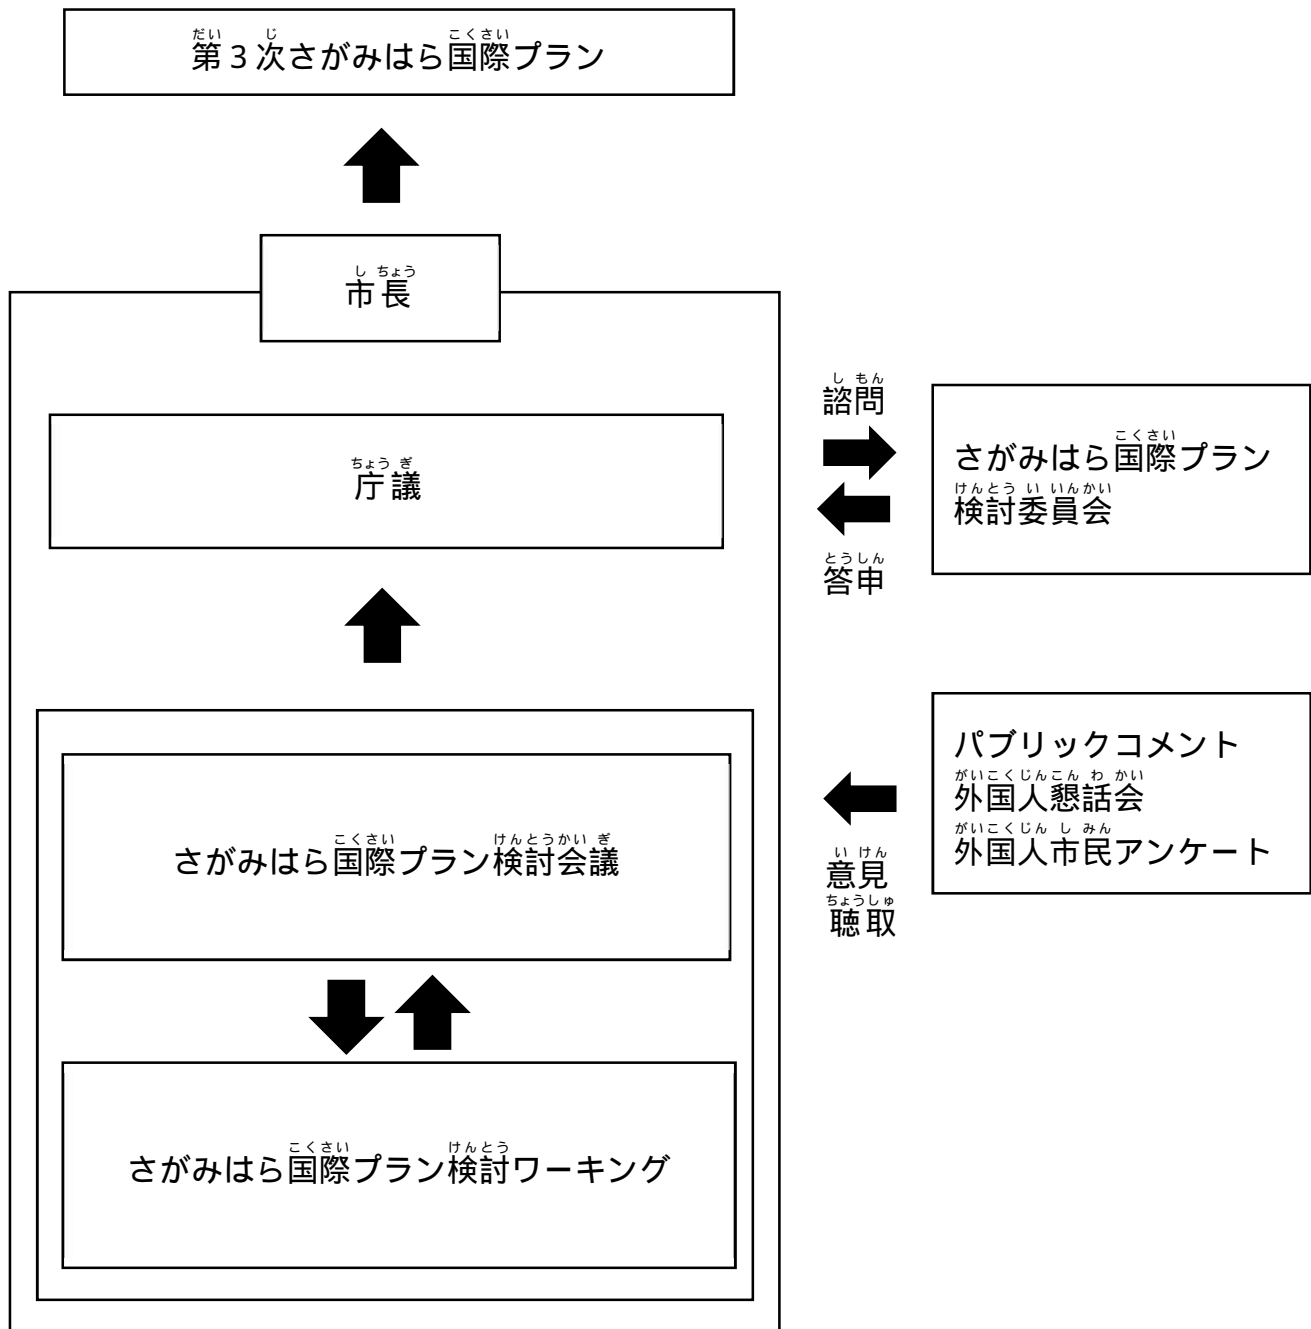 第３次さがみはら国際プラン
市長
庁議
諮問
答申
さがみはら国際プラン
検討委員会
さがみはら国際プラン検討会議
意見
聴取
パブリックコメント
外国人懇話会
外国人市民アンケート
さがみはら国際プラン検討ワーキング